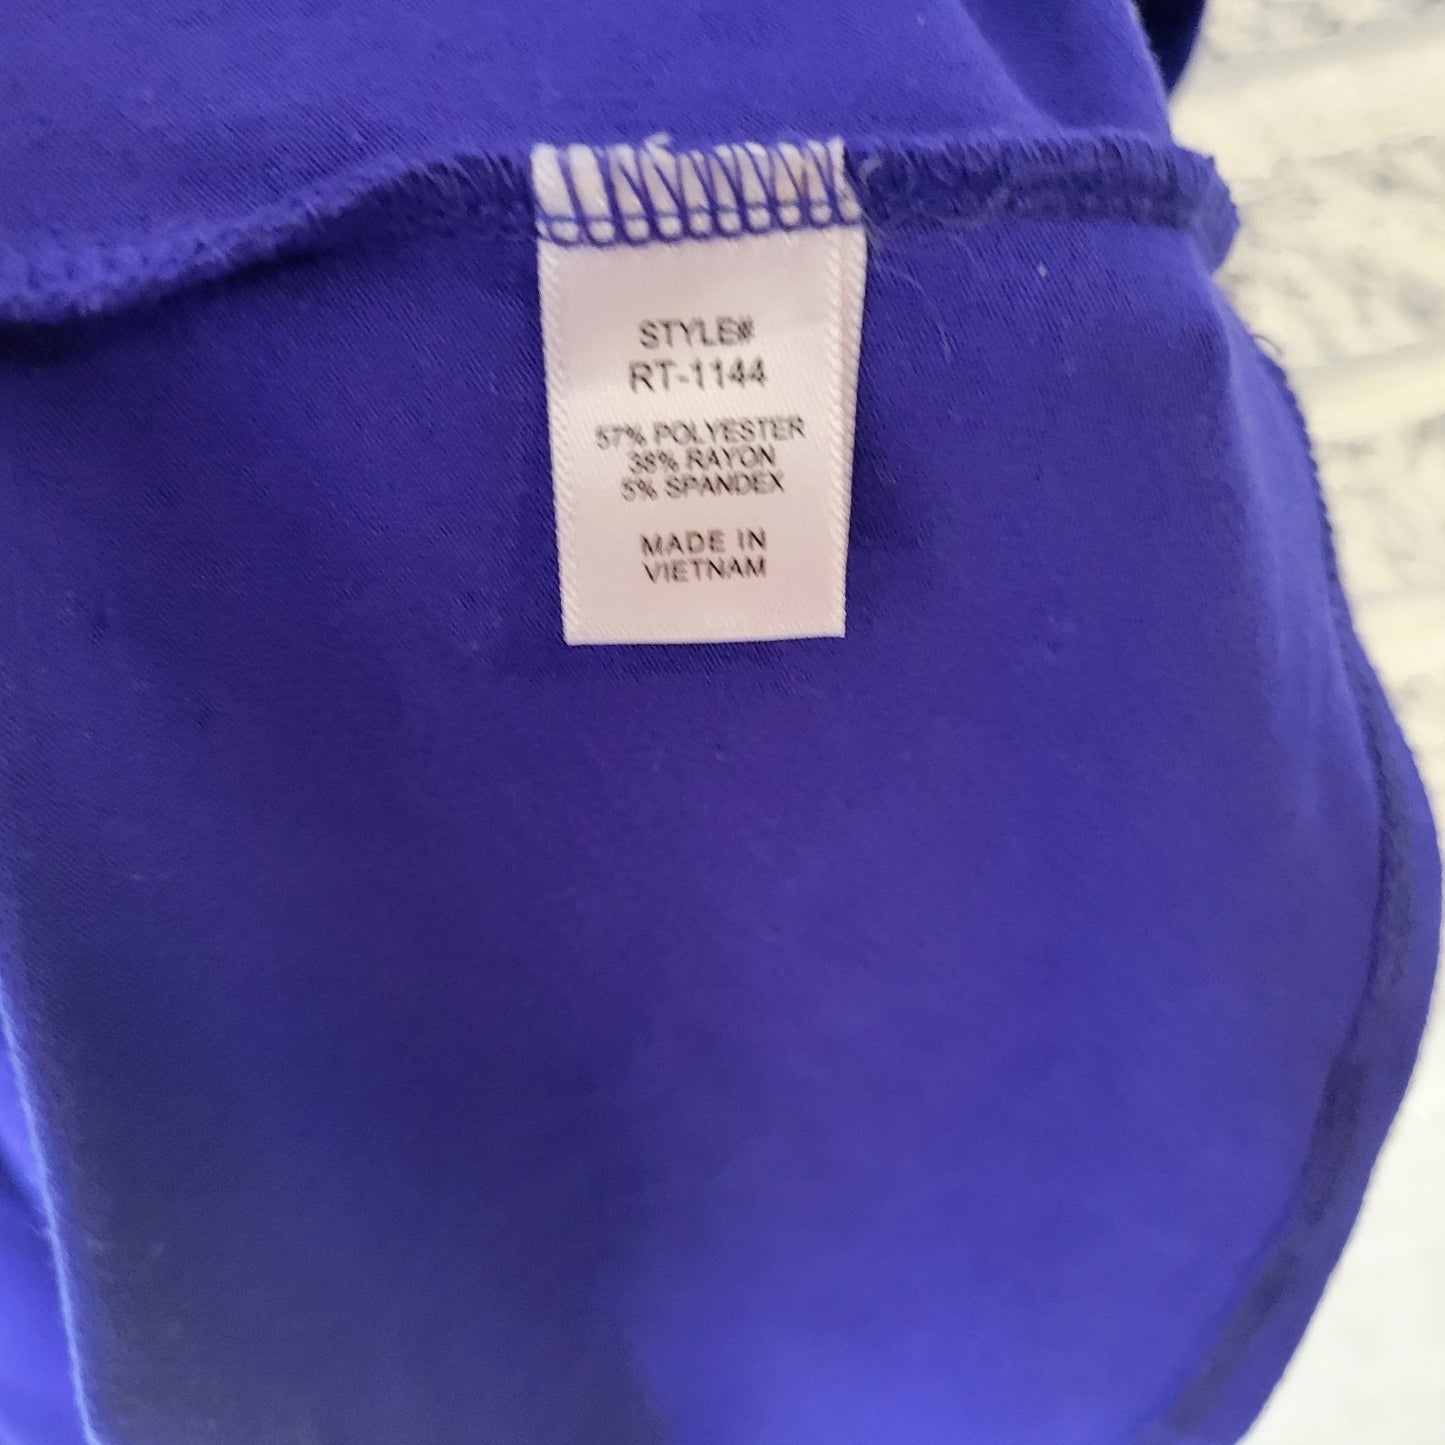 STYLE#
RT-1144
57% POLYESTER
38% RAYON
5% SPANDEX
MADE IN
VIETNAM